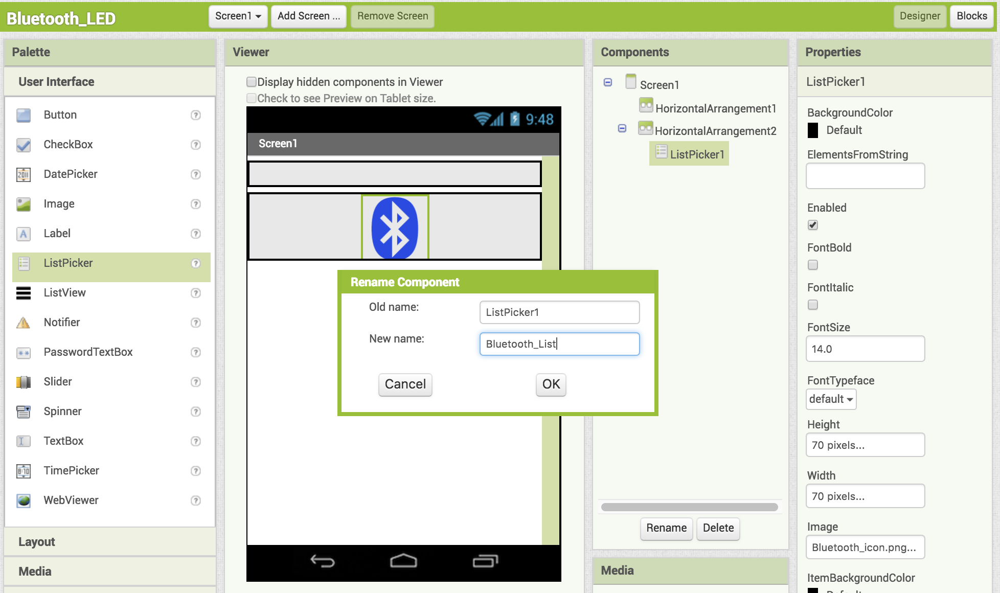 Bluetooth_LED
Screen1
Add Screen ...
Remove Screen
Designer
Blocks
Palette
User Interface
Button
?
CheckBox
?
2011
DatePicker
?
Image
?
A
Label
?
ListPicker
?
ListView
?
Notifier
?
PasswordTextBox
?
Slider
?
Spinner
?
TextBox
?
8:10
TimePicker
?
WebViewer
?
Layout
Media
Viewer
Display hidden components in Viewer
Check to see Preview on Tablet size.
9:48
Screen1
Rename Component
Old name:
ListPicker1
New name:
Bluetooth_List
Cancel
OK
Components
Screen1
HorizontalArrangement1
HorizontalArrangement2
ListPicker1
Rename
Delete
Media
Properties
ListPicker1
BackgroundColor
Default
ElementsFromString
Enabled
FontBold
FontItalic
FontSize
14.0
FontTypeface
default
Height
70 pixels...
Width
70 pixels...
Image
Bluetooth_icon.png...
ItemBackgroundColor
Default